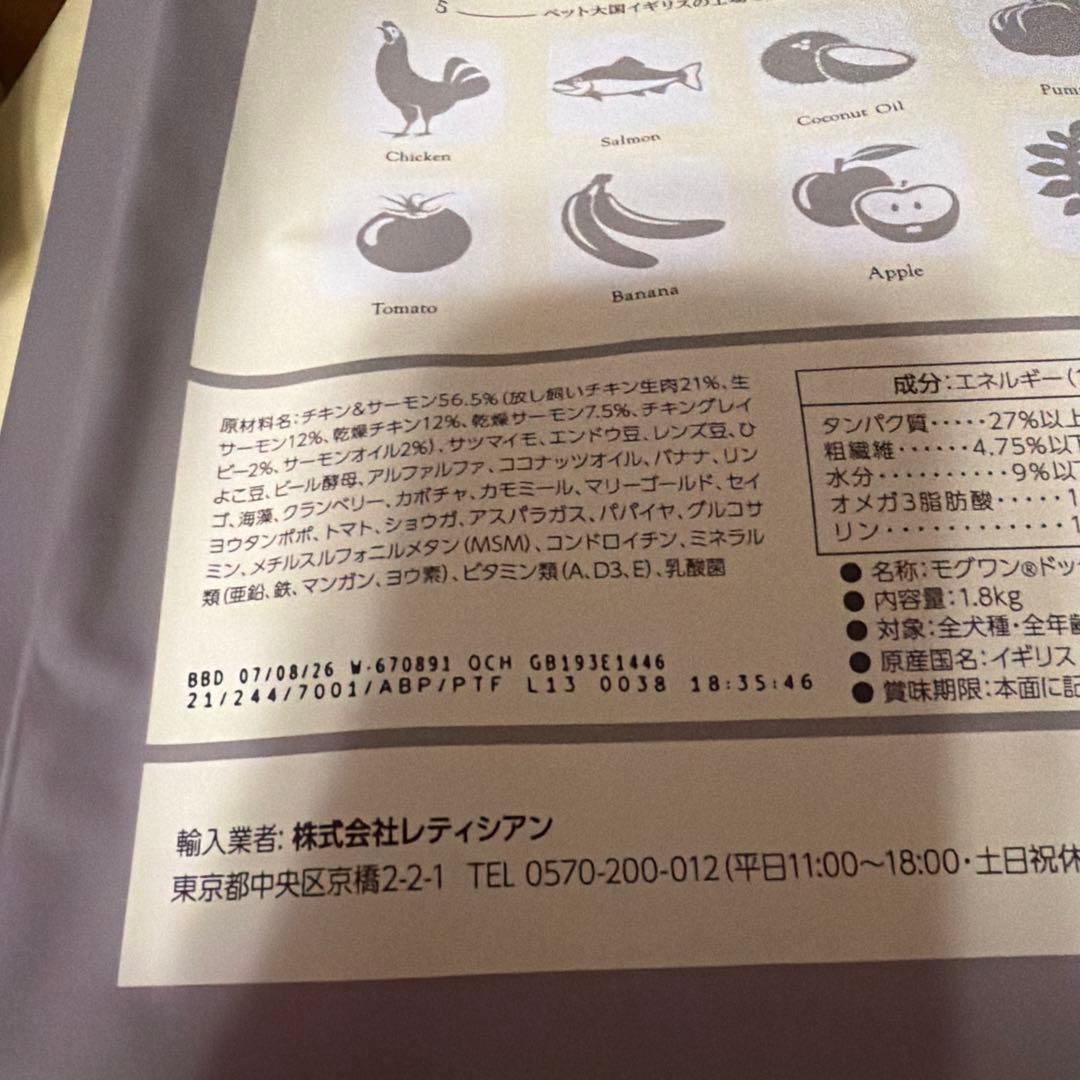 5
ペット大国イギリスの工場
Chicken
Salmon
Coconut Oil
Tomato
Banana
Apple
原材料名：チキン&サーモン56.5%（放し飼いチキン生肉21%、生
サーモン12%、乾燥チキン12%、乾燥サーモン7.5%、チキングレイ
ビー2%、サーモンオイル2%）、サツマイモ、エンドウ豆、レンズ豆、ひ
よこ豆、ビール酵母、アルファルファ、ココナッツオイル、バナナ、リン
ゴ、海藻、クランベリー、カボチャ、カモミール、マリーゴールド、セイ
ヨウタンポポ、トマト、ショウガ、アスパラガス、パパイヤ、グルコサ
ミン、メチルスルフォニルメタン（MSM）、コンドロイチン、ミネラル
類（亜鉛、鉄、マンガン、ヨウ素）、ビタミン類（A、D3、E）、乳酸菌
BBD 07/08/26 W-670891 OCH GB193E1446
21/244/7001/ABP/PTF L13 0038 18:35:46
成分：エネルギー（1
タンパク質・・・・・27%以上
粗繊維・・・・・・4.75%以下
水分・・・・・・・・・・9%以下
オメガ3脂肪酸・・・・・1
リン・・・・・・・・・・・・1
● 名称：モグワン®ドッ
● 内容量：1.8kg
● 対象：全犬種・全年齢
● 原産国名：イギリス
● 賞味期限：本面に記
輸入業者: 株式会社レティシアン
東京都中央区京橋2-2-1 TEL 0570-200-012（平日11:00〜18:00・土日祝休